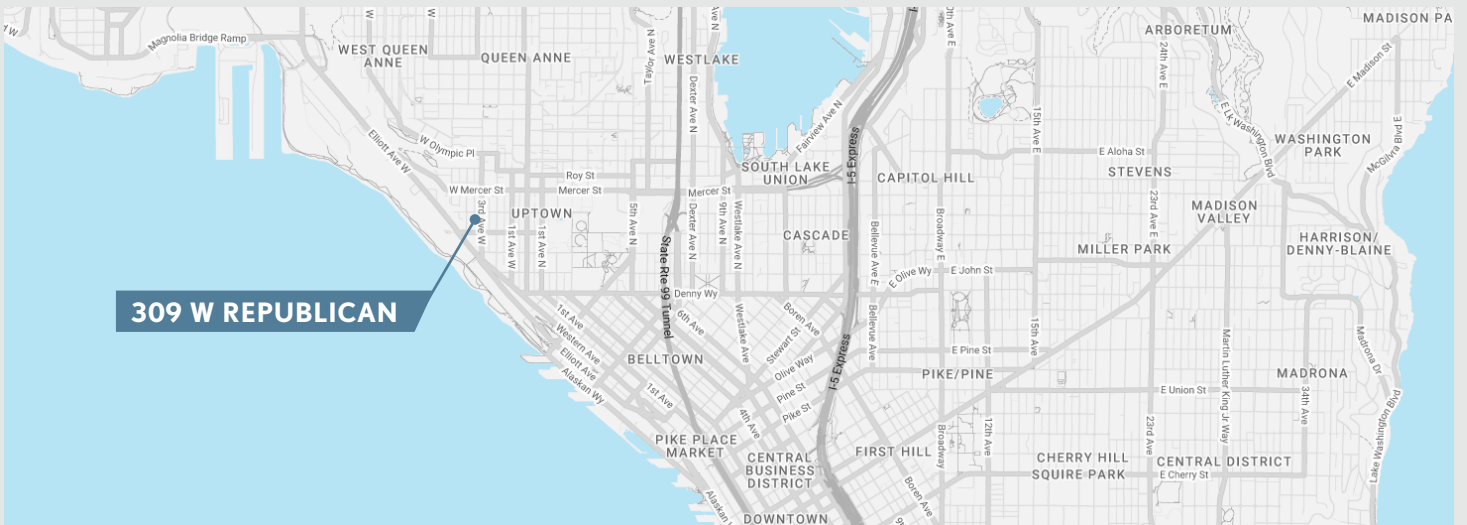 MADISON PA
ARBORETUM
Magnolia Bridge Ramp
WEST QUEEN
ANNE
QUEEN ANNE
Taylor Ave N
WESTLAKE
Dexter Ave N
Fairview Ave N
I-5 Express
15th Ave E
24th Ave E
E Madison St
E Lk Washington Blvd
WASHINGTON
PARK
McGilvra Blvd E
Elliott Ave W
W Olympic Pl
E Aloha St
STEVENS
SOUTH LAKE
UNION
CAPITOL HILL
Roy St
W Mercer St
Mercer St
Mercer St
UPTOWN
3rd Ave W
1st Ave W
1st Ave N
5th Ave N
Dexter Ave N
9th Ave N
Westlake Ave N
CASCADE
Bellevue Ave E
Broadway E
23rd Ave E
MADISON
VALLEY
MILLER PARK
HARRISON/
DENNY-BLAINE
E Olive Wy
E John St
State Rte 99 Tunnel
Denny Wy
309 W REPUBLICAN
1st Ave
Western Ave
Elliott Ave
Alaskan Wy
6th Ave
Westlake Ave
Boren Ave
Stewart St
Olive Way
Pine St
Pike St
Bellevue Ave
I-5 Express
15th Ave
E Pine St
BELLTOWN
PIKE/PINE
1st Ave
4th Ave
E Union St
Martin Luther King Jr Way
MADRONA
Madrona Dr
34th Ave
Lake Washington Blvd
12th Ave
23rd Ave
Broadway
PIKE PLACE
MARKET
CENTRAL
BUSINESS
DISTRICT
FIRST HILL
CHERRY HILL
SQUIRE PARK
CENTRAL DISTRICT
E Cherry St
Boren Ave
Alaskan
DOWNTOWN